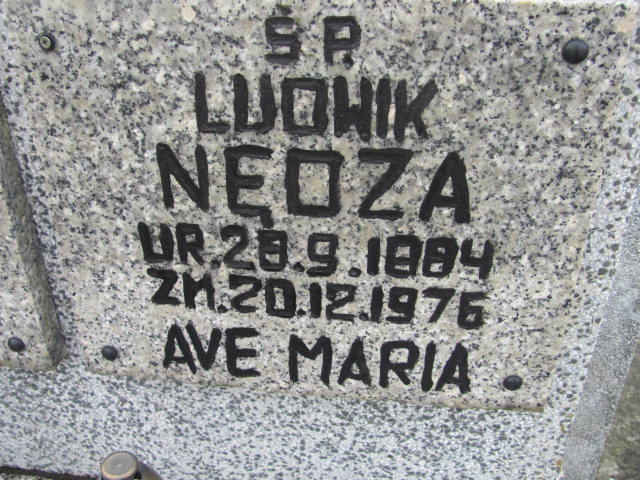 Ś.P.
LUDWIK
NĘDZA
UR.28.9.1884
ZM.20.12.1976
AVE MARIA